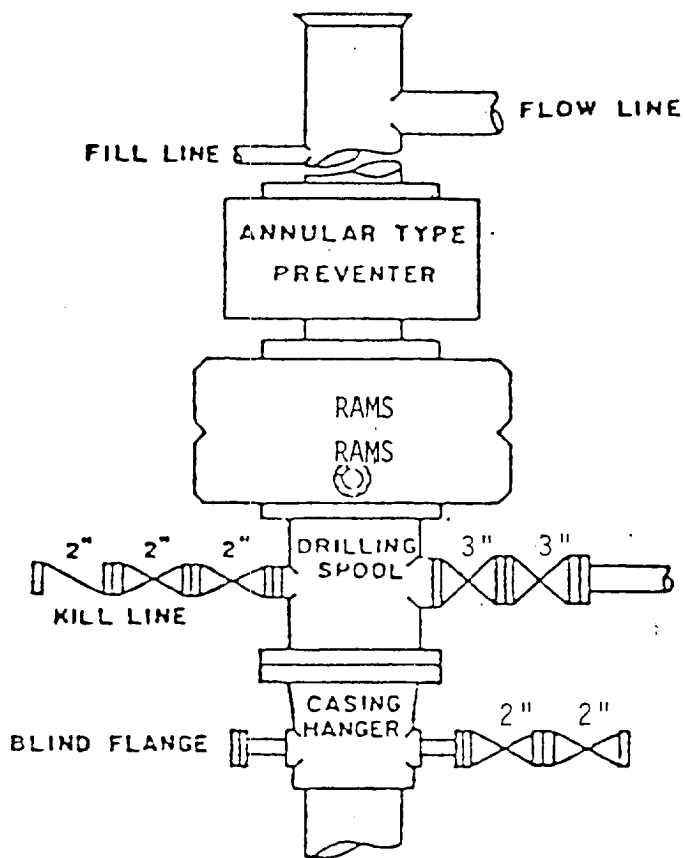 FLOW LINE
FILL LINE
ANNULAR TYPE
PREVENTER
RAMS
RAMS
2" 2" 2"
DRILLING
SPOOL
3" 3"
KILL LINE
CASING
HANGER
2" 2"
BLIND FLANGE